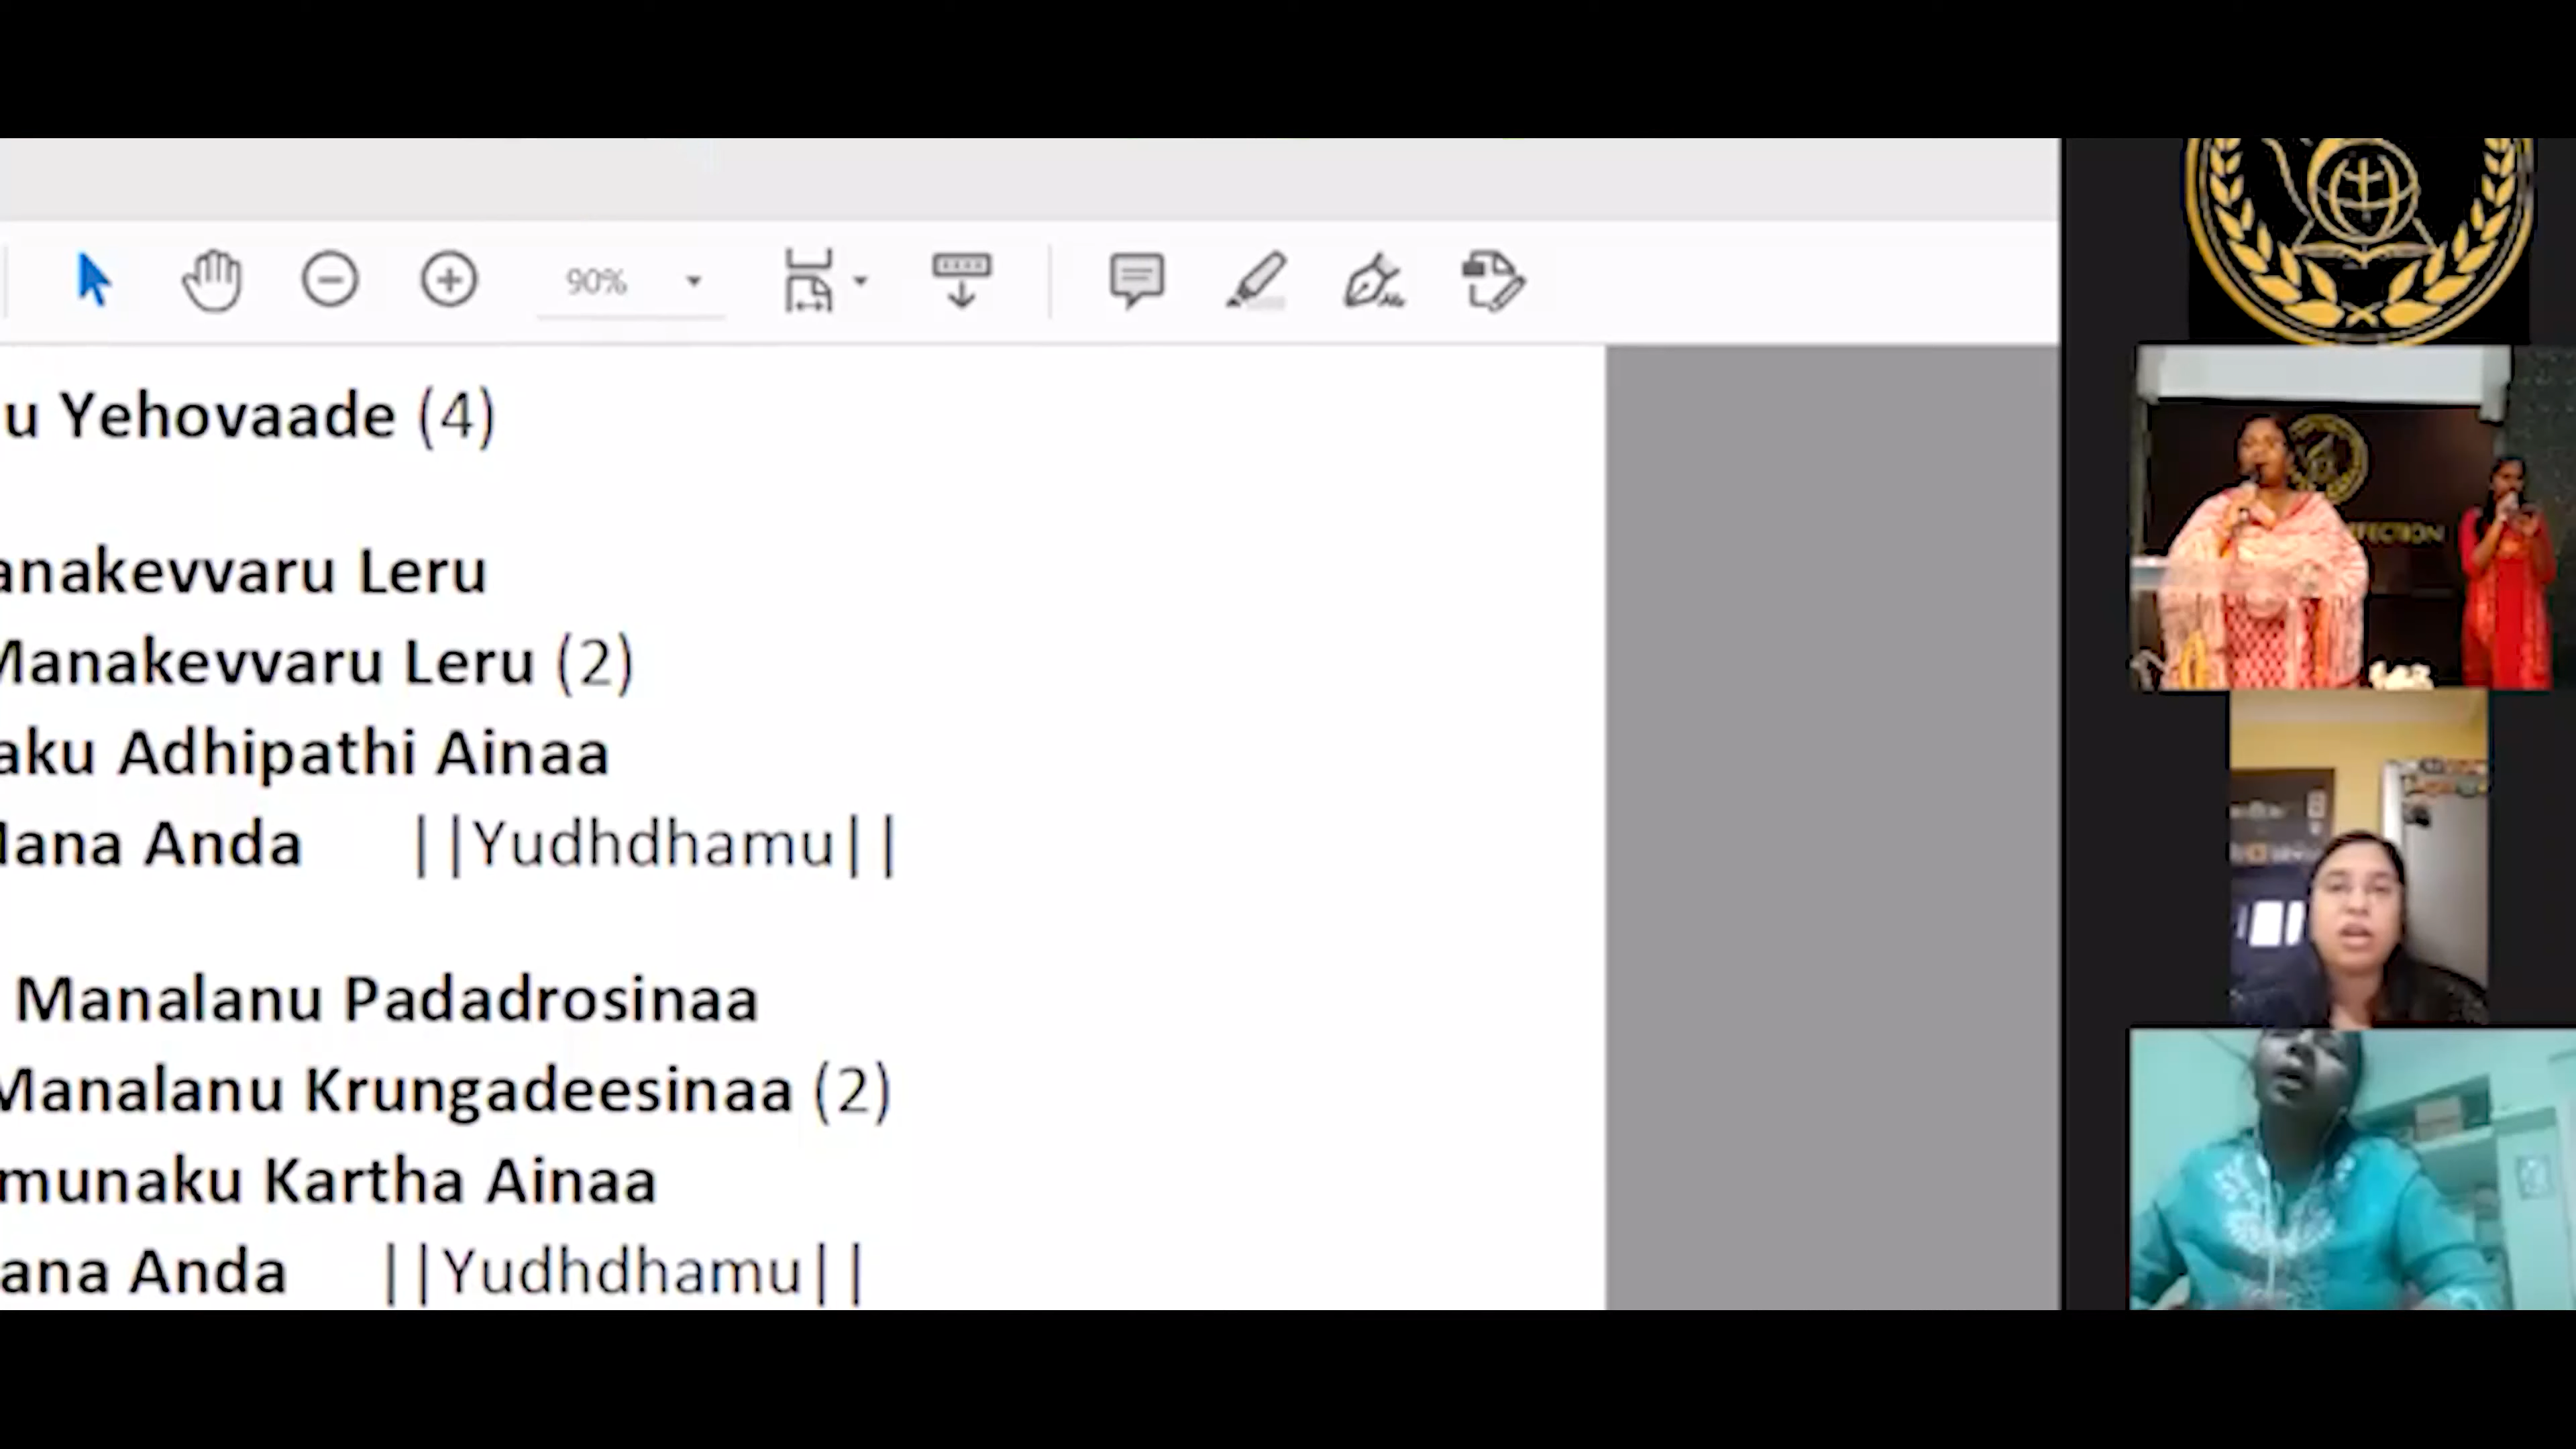 90%
u Yehovaade (4)
anakevvaru Leru
Manakevvaru Leru (2)
aku Adhipathi Ainaa
Mana Anda ||Yudhdhamu||
Manalanu Padadrosinaa
Manalanu Krungadeesinaa (2)
munaku Kartha Ainaa
ana Anda ||Yudhdhamu||